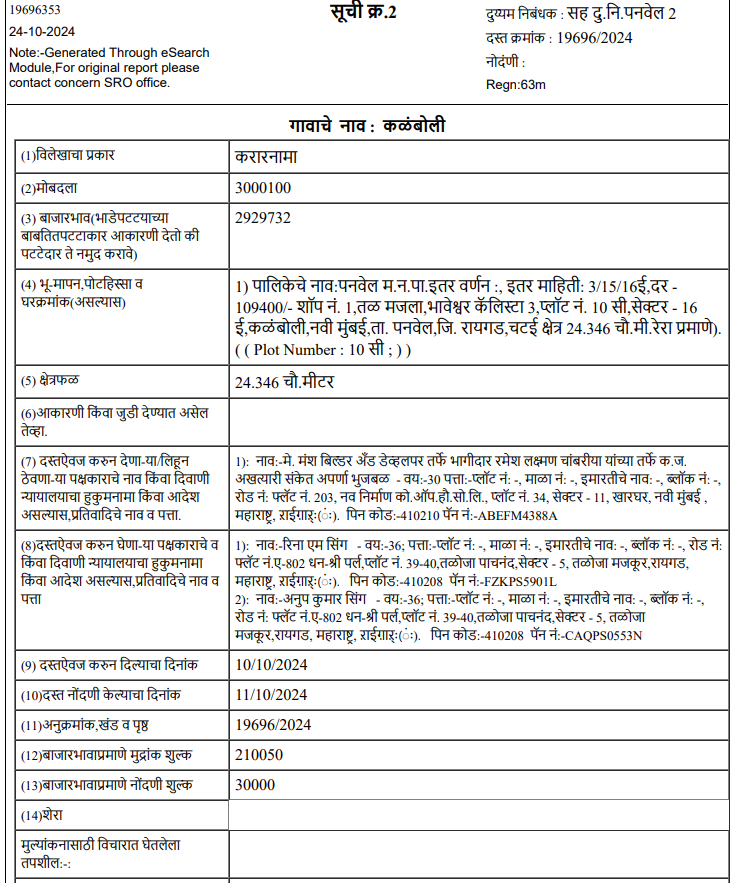 19696353
24-10-2024
Note:-Generated Through eSearch
Module,For original report please
contact concern SRO office.
सूची क्र.2
दुय्यम निबंधक : सह दु.नि.पनवेल 2
दस्त क्रमांक : 19696/2024
नोदंणी :
Regn:63m
गावाचे नाव : कळंबोली
(1)विलेखाचा प्रकार
करारनामा
(2)मोबदला
3000100
(3) बाजारभाव(भाडेपटटयाच्या
बाबतितपटटाकार आकारणी देतो की
पटटेदार ते नमुद करावे)
2929732
(4) भू-मापन,पोटहिस्सा व
घरक्रमांक(असल्यास)
1) पालिकेचे नाव:पनवेल म.न.पा.इतर वर्णन :, इतर माहिती: 3/15/16ई,दर -
109400/- शॉप नं. 1,तळ मजला,भावेश्वर कॅलिस्टा 3,प्लॉट नं. 10 सी,सेक्टर - 16
ई,कळंबोली,नवी मुंबई,ता. पनवेल,जि. रायगड,चटई क्षेत्र 24.346 चौ.मी.रेरा प्रमाणे).
( ( Plot Number : 10 सी ; ) )
(5) क्षेत्रफळ
24.346 चौ.मीटर
(6)आकारणी किंवा जुडी देण्यात असेल
तेव्हा.
(7) दस्तऐवज करुन देणा-या/लिहून
ठेवणा-या पक्षकाराचे नाव किंवा दिवाणी
न्यायालयाचा हुकुमनामा किंवा आदेश
असल्यास,प्रतिवादिचे नाव व पत्ता.
1): नाव:-मे. मंश बिल्डर अँड डेव्हलपर तर्फे भागीदार रमेश लक्ष्मण चांबरीया यांच्या तर्फे क.ज.
अखत्यारी संकेत अपर्णा भुजबळ - वय:-30 पत्ता:-प्लॉट नं: -, माळा नं: -, इमारतीचे नाव: -, ब्लॉक नं: -,
रोड नं: फ्लॅट नं. 203, नव निर्माण को.ऑप.हौ.सो.लि., प्लॉट नं. 34, सेक्टर - 11, खारघर, नवी मुंबई ,
महाराष्ट्र, राईगाऱ्:(ं:). पिन कोड:-410210 पॅन नं:-ABEFM4388A
(8)दस्तऐवज करुन घेणा-या पक्षकाराचे व
किंवा दिवाणी न्यायालयाचा हुकुमनामा
किंवा आदेश असल्यास,प्रतिवादिचे नाव व
पत्ता
1): नाव:-रिना एम सिंग - वय:-36; पत्ता:-प्लॉट नं: -, माळा नं: -, इमारतीचे नाव: -, ब्लॉक नं: -, रोड नं:
फ्लॅट नं.ए-802 धन-श्री पर्ल,प्लॉट नं. 39-40,तळोजा पाचनंद,सेक्टर - 5, तळोजा मजकूर,रायगड,
महाराष्ट्र, राईगाऱ्:(ं:). पिन कोड:-410208 पॅन नं:-FZKPS5901L
2): नाव:-अनुप कुमार सिंग - वय:-36; पत्ता:-प्लॉट नं: -, माळा नं: -, इमारतीचे नाव: -, ब्लॉक नं: -,
रोड नं: फ्लॅट नं.ए-802 धन-श्री पर्ल,प्लॉट नं. 39-40,तळोजा पाचनंद,सेक्टर - 5, तळोजा
मजकूर,रायगड, महाराष्ट्र, राईगाऱ्:(ं:). पिन कोड:-410208 पॅन नं:-CAQPS0553N
(9) दस्तऐवज करुन दिल्याचा दिनांक
10/10/2024
(10)दस्त नोंदणी केल्याचा दिनांक
11/10/2024
(11)अनुक्रमांक,खंड व पृष्ठ
19696/2024
(12)बाजारभावाप्रमाणे मुद्रांक शुल्क
210050
(13)बाजारभावाप्रमाणे नोंदणी शुल्क
30000
(14)शेरा
मुल्यांकनासाठी विचारात घेतलेला
तपशील:-: